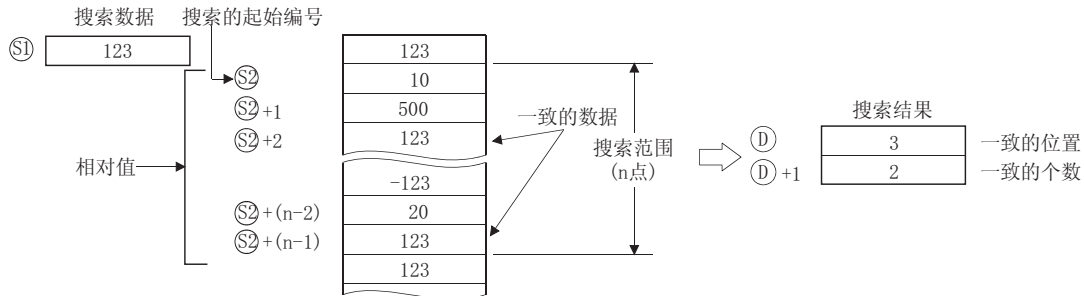 搜索数据 搜索的起始编号
S1 123
123
S2 10
S2+1 500
S2+2 123
-123
S2+(n-2) 20
S2+(n-1) 123
123
相对值
一致的数据
搜索范围
(n点)
搜索结果
D 3 一致的位置
D+1 2 一致的个数